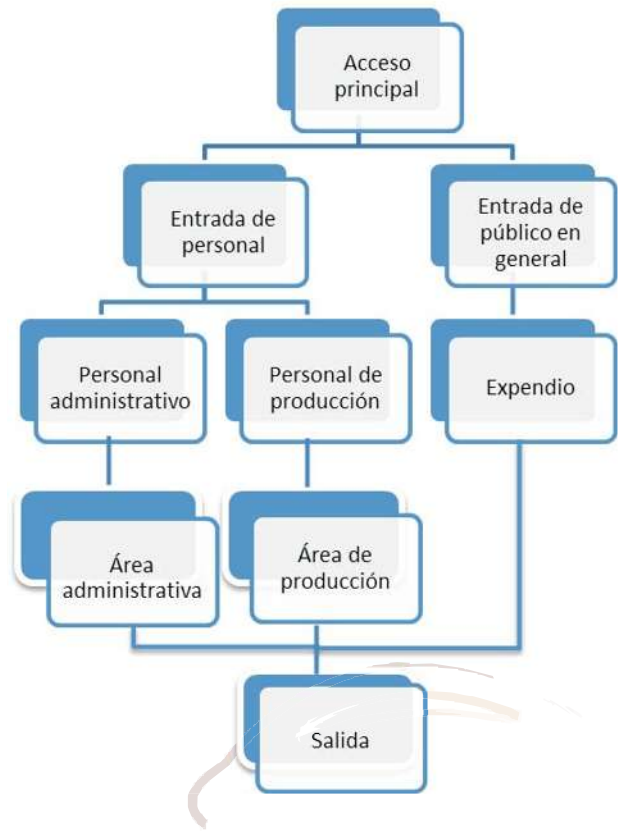 Acceso
principal
Entrada de
personal
Entrada de
público en
general
Personal
administrativo
Personal de
producción
Expendio
Área
administrativa
Área de
producción
Salida